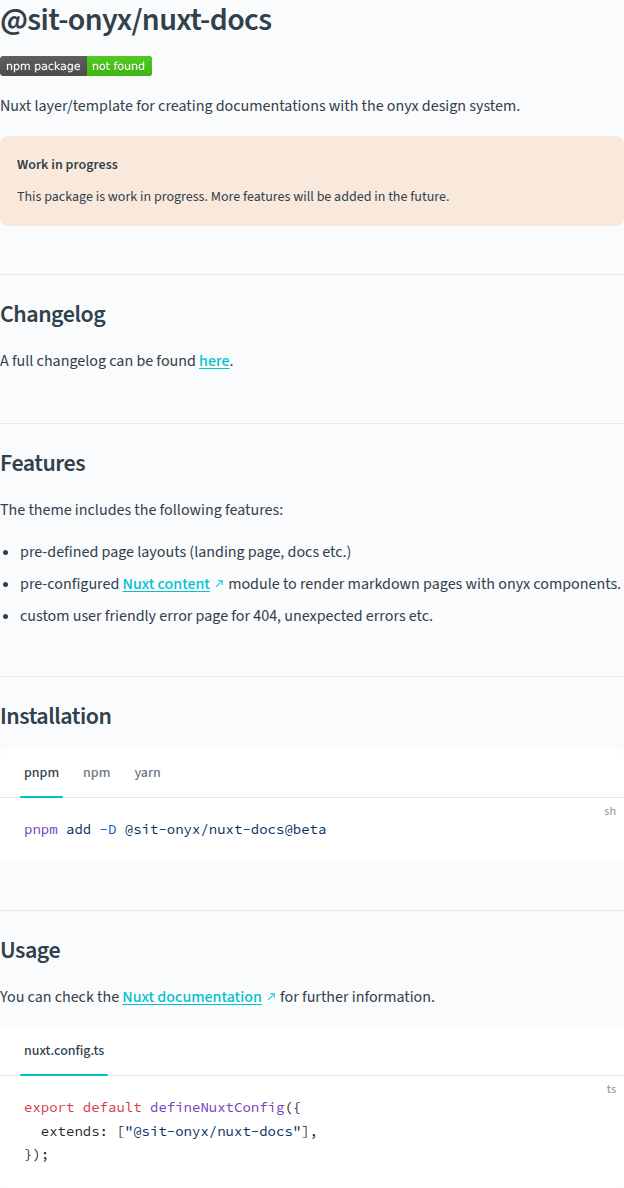 @sit-onyx/nuxt-docs
npm package not found
Nuxt layer/template for creating documentations with the onyx design system.
Work in progress
This package is work in progress. More features will be added in the future.
Changelog
A full changelog can be found here.
Features
The theme includes the following features:
• pre-defined page layouts (landing page, docs etc.)
• pre-configured Nuxt content ↗ module to render markdown pages with onyx components.
• custom user friendly error page for 404, unexpected errors etc.
Installation
pnpm npm yarn
sh
pnpm add -D @sit-onyx/nuxt-docs@beta
Usage
You can check the Nuxt documentation ↗ for further information.
nuxt.config.ts
ts
export default defineNuxtConfig({
  extends: ["@sit-onyx/nuxt-docs"],
});